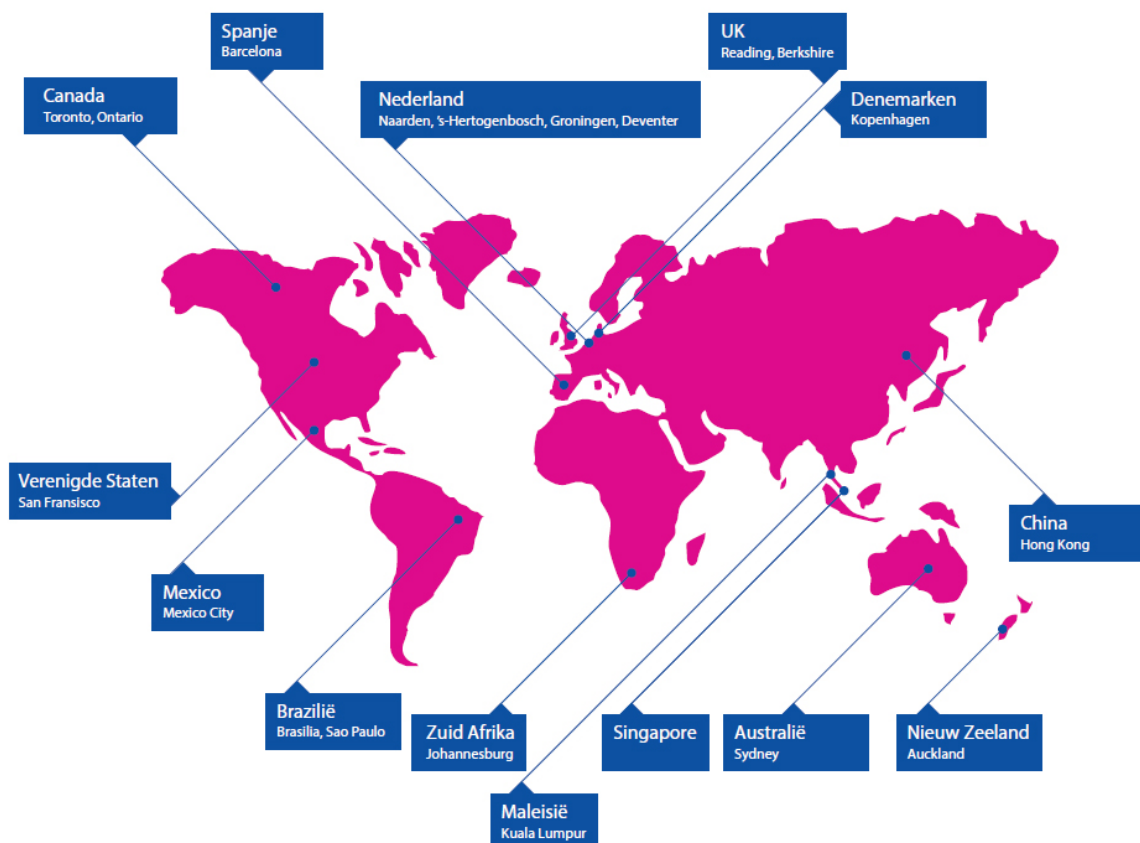 Spanje
Barcelona
UK
Reading, Berkshire
Canada
Toronto, Ontario
Nederland
Naarden, 's-Hertogenbosch, Groningen, Deventer
Denemarken
Kopenhagen
Verenigde Staten
San Fransisco
China
Hong Kong
Mexico
Mexico City
Brazilië
Brasilia, Sao Paulo
Zuid Afrika
Johannesburg
Singapore
Australië
Sydney
Nieuw Zeeland
Auckland
Maleisië
Kuala Lumpur